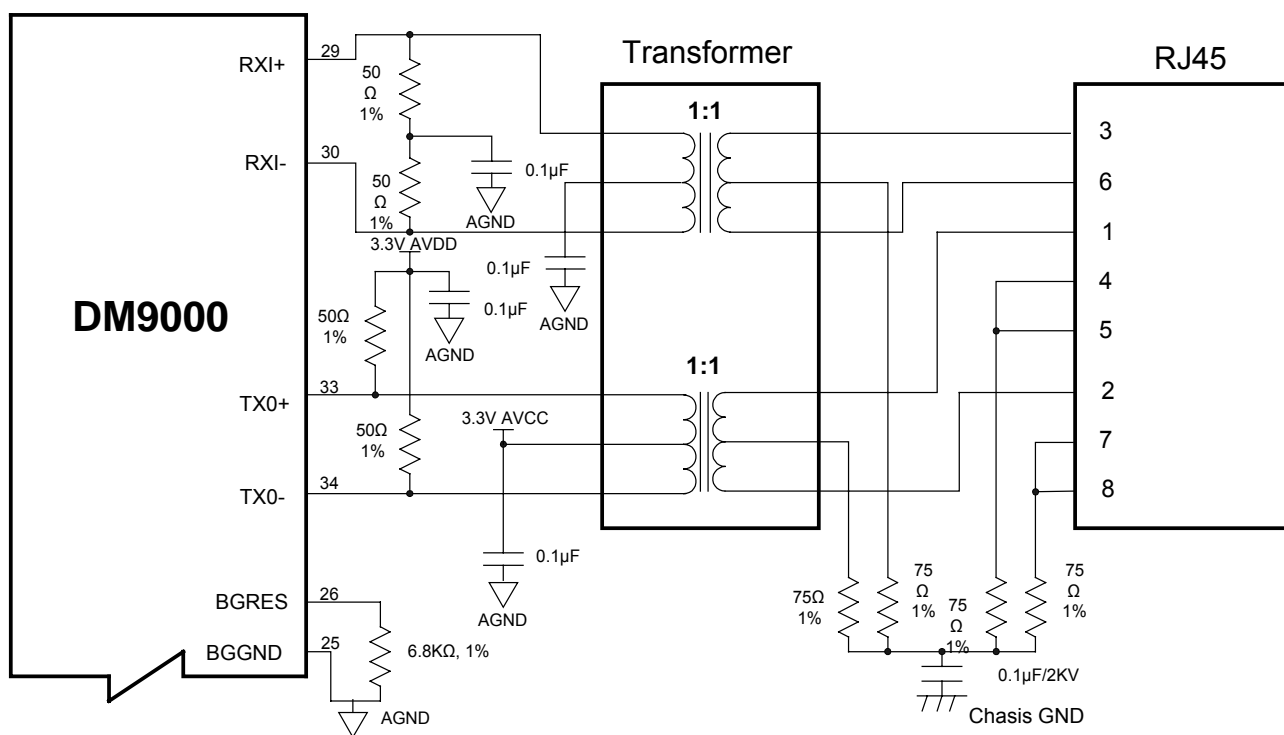 Transformer
RJ45
DM9000
RXI+
29
50
Ω
1%
1:1
3
RXI-
30
50
Ω
1%
0.1µF
AGND
6
1
3.3V AVDD
0.1µF
AGND
0.1µF
AGND
4
5
50Ω
1%
1:1
TX0+
33
2
50Ω
1%
3.3V AVCC
7
TX0-
34
8
0.1µF
AGND
BGRES
26
BGGND
25
6.8KΩ, 1%
AGND
75Ω
1%
75
Ω
1%
75
Ω
1%
75
Ω
1%
0.1µF/2KV
Chasis GND